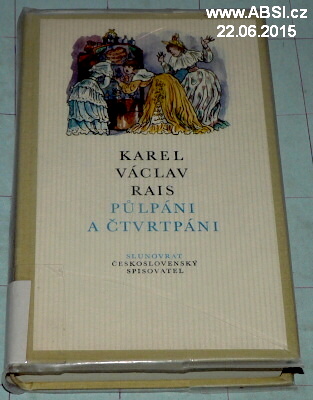 www.ABSI.cz
22.06.2015
KAREL
VÁCLAV
RAIS
PŮLPÁNI
A ČTVRTPÁNI
SLUNOVRAT
ČESKOSLOVENSKÝ
SPISOVATEL